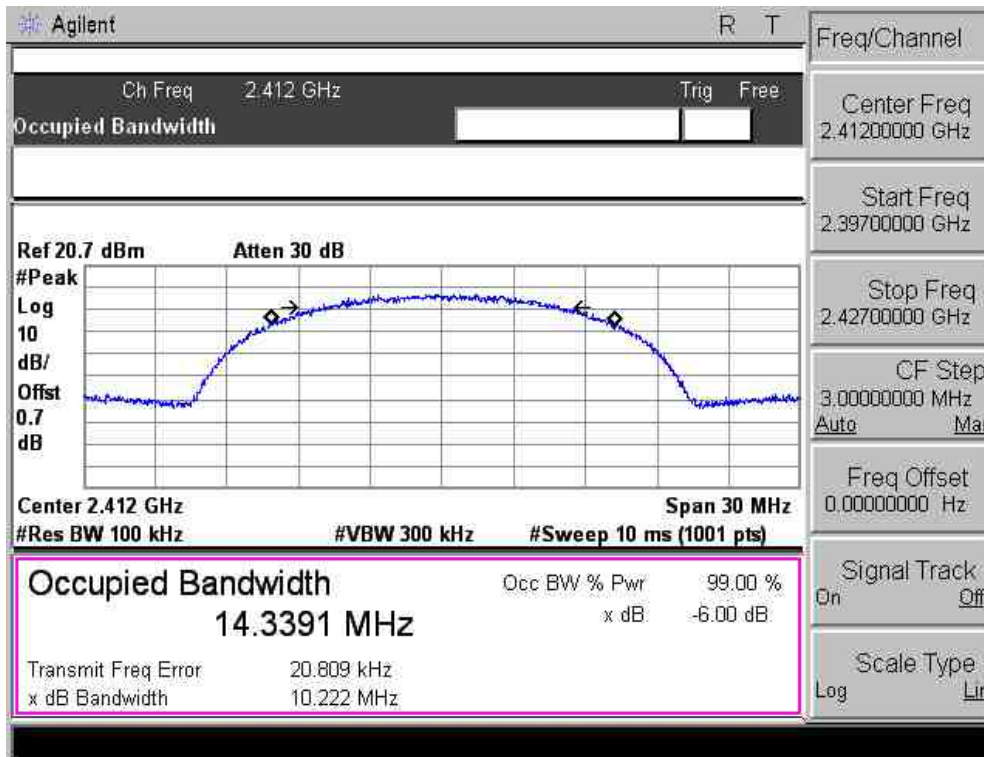 Agilent R T
Ch Freq 2.412 GHz Trig Free
Occupied Bandwidth
Ref 20.7 dBm Atten 30 dB
#Peak
Log
10
dB/
Offst
0.7
dB
Center 2.412 GHz Span 30 MHz
#Res BW 100 kHz #VBW 300 kHz #Sweep 10 ms (1001 pts)
Occupied Bandwidth
14.3391 MHz
Occ BW % Pwr 99.00 %
x dB -6.00 dB
Transmit Freq Error 20.809 kHz
x dB Bandwidth 10.222 MHz
Freq/Channel
Center Freq
2.41200000 GHz
Start Freq
2.39700000 GHz
Stop Freq
2.42700000 GHz
CF Step
3.00000000 MHz
Auto Ma
Freq Offset
0.00000000 Hz
Signal Track
On Off
Scale Type
Log Lin